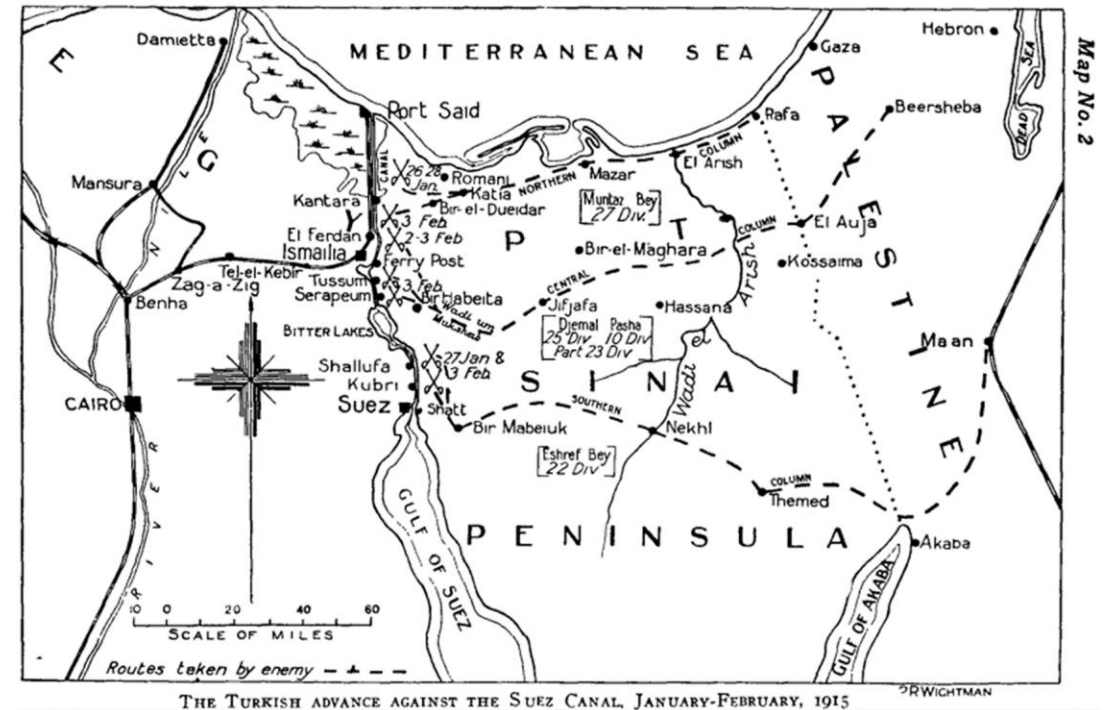 Map No. 2
MEDITERRANEAN SEA
Damietta
Hebron
DEAD SEA
Gaza
Port Said
Rafa
Beersheba
EGYPT
PALESTINE
NILE
CANAL
26 28 Jan.
Romani
Katia
NORTHERN
COLUMN
Mazar
El Arish
Mansura
Kantara
Bir-el-Dueidar
3 Feb
Muntaz Bey
27 Div.
El Ferdan
2-3 Feb
El Auja
COLUMN
Ismailia
Ferry Post
Bir-el-Maghara
Kossaima
Tel-el-Kebir
Zag-a-Zig
Tussum
3 Feb.
CENTRAL
Serapeum
Bir Habeita
Benha
Wadi um Mukhsheib
Jifjafa
Hassana
Wadi el Arish
BITTER LAKES
Djemal Pasha
25 Div 10 Div
Part 23 Div
Maan
Shallufa
27 Jan &
3 Feb.
Kubri
SINAI
CAIRO
Suez
Shatt
SOUTHERN
Bir Mabeiuk
Nekhl
Eshref Bey
22 Div
COLUMN
Themed
PENINSULA
Akaba
GULF OF SUEZ
GULF OF AKABA
RIVER
10 0 20 40 60
SCALE OF MILES
Routes taken by enemy
RWIGHTMAN
THE TURKISH ADVANCE AGAINST THE SUEZ CANAL, JANUARY-FEBRUARY, 1915